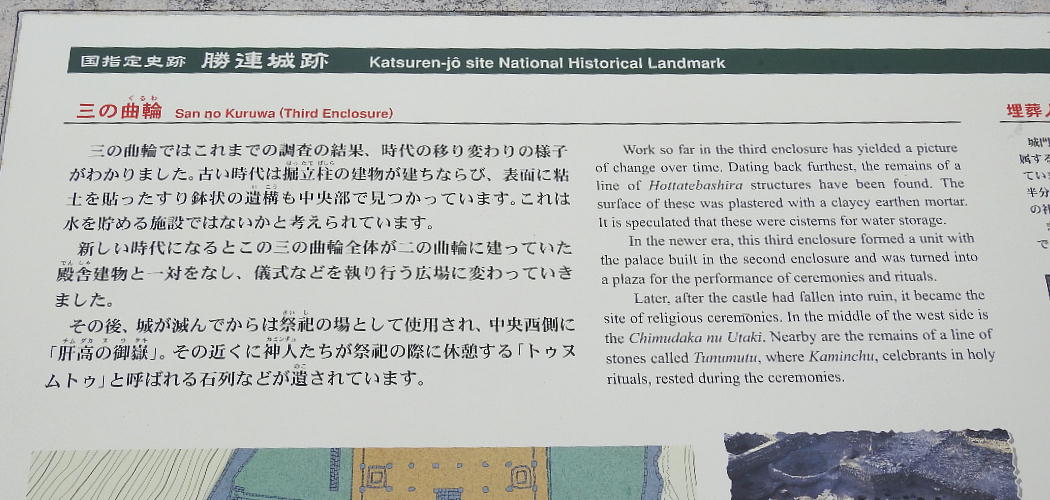 国指定史跡 勝連城跡 Katsuren-jô site National Historical Landmark
三の曲輪 San no Kuruwa (Third Enclosure)
くるわ
三の曲輪ではこれまでの調査の結果、時代の移り変わりの様子
がわかりました。古い時代は掘立柱の建物が建ちならび、表面に粘
土を貼ったすり鉢状の遺構も中央部で見つかっています。これは
水を貯める施設ではないかと考えられています。
新しい時代になるとこの三の曲輪全体が二の曲輪に建っていた
殿舎建物と一対をなし、儀式などを執り行う広場に変わっていき
ました。
その後、城が滅んでからは祭祀の場として使用され、中央西側に
「肝高の御嶽」。その近くに神人たちが祭祀の際に休憩する「トゥヌ
ムトゥ」と呼ばれる石列などが遺されています。
Work so far in the third enclosure has yielded a picture
of change over time. Dating back furthest, the remains of a
line of Hottatebashira structures have been found. The
surface of these was plastered with a clayey earthen mortar.
It is speculated that these were cisterns for water storage.
In the newer era, this third enclosure formed a unit with
the palace built in the second enclosure and was turned into
a plaza for the performance of ceremonies and rituals.
Later, after the castle had fallen into ruin, it became the
site of religious ceremonies. In the middle of the west side is
the Chimudaka nu Utaki. Nearby are the remains of a line of
stones called Tunumutu, where Kaminchu, celebrants in holy
rituals, rested during the ceremonies.
埋葬
城門
属する
てい
半分
の衤
で